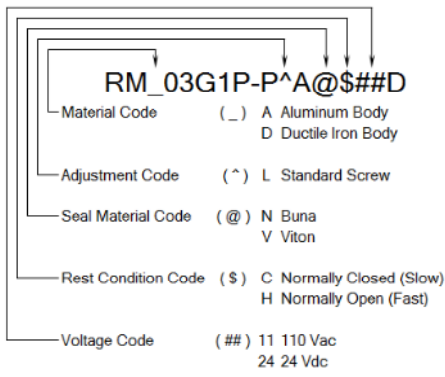 RM_03G1P-P^A@$##D
Material Code (_) A Aluminum Body
D Ductile Iron Body
Adjustment Code (^) L Standard Screw
Seal Material Code (@) N Buna
V Viton
Rest Condition Code ($) C Normally Closed (Slow)
H Normally Open (Fast)
Voltage Code (##) 11 110 Vac
24 24 Vdc